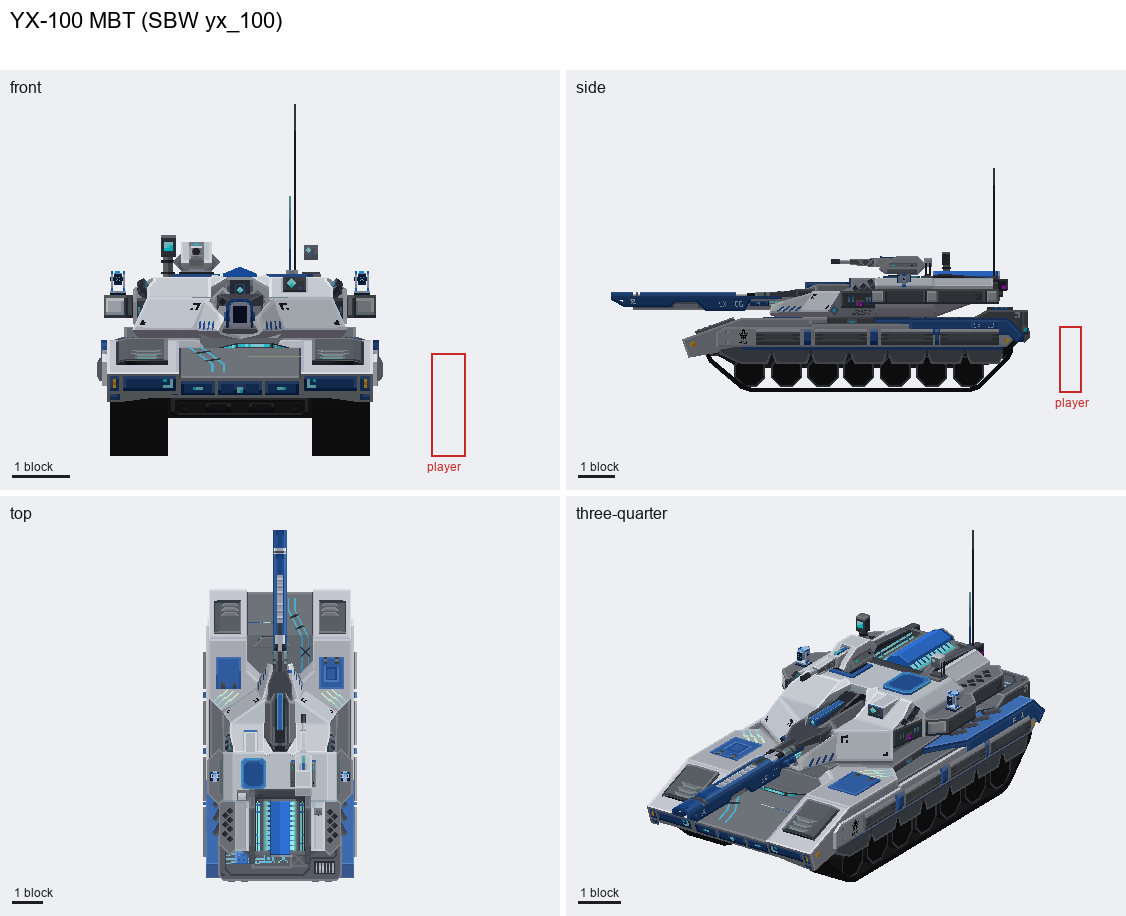 YX-100 MBT (SBW yx_100)
front
side
player
1 block
player
1 block
top
three-quarter
1 block
1 block